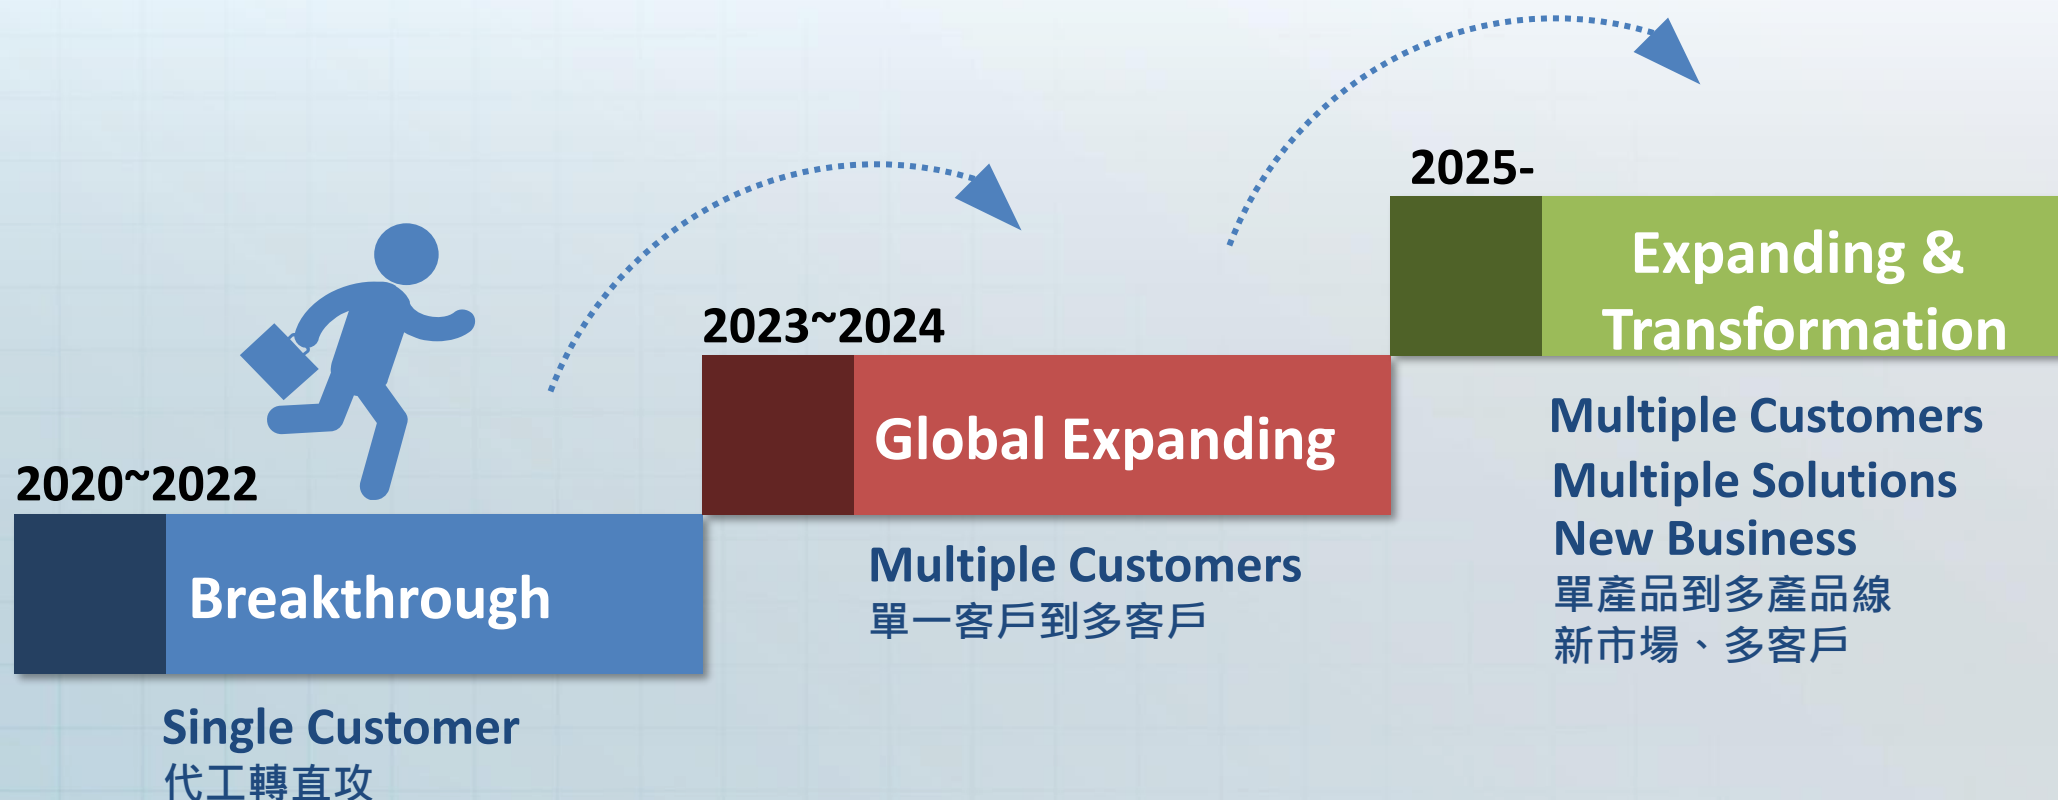 2020~2022
Breakthrough
Single Customer
代工轉直攻
2023~2024
Global Expanding
Multiple Customers
單一客戶到多客戶
2025-
Expanding &
Transformation
Multiple Customers
Multiple Solutions
New Business
單產品到多產品線
新市場、多客戶